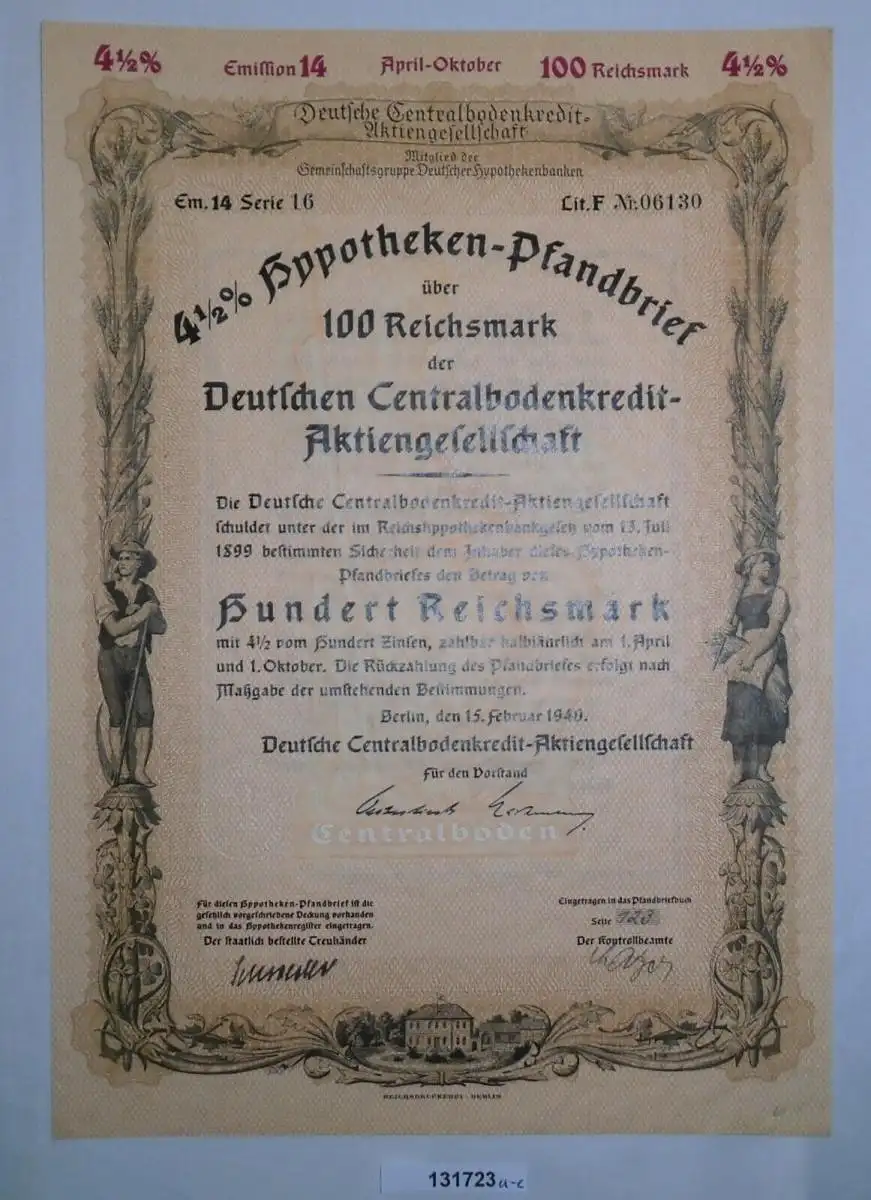 4½% Emission 14 April-Oktober 100 Reichsmark 4½%
Deutsche Centralbodenkredit-
Aktiengesellschaft
Mitglied der
Gemeinschaftsgruppe Deutscher Hypothekenbanken
Em. 14 Serie 16 Lit. F Nr. 06130
4½% Hypotheken-Pfandbrief
über
100 Reichsmark
der
Deutschen Centralbodenkredit-
Aktiengesellschaft
Die Deutsche Centralbodenkredit-Aktiengesellschaft
schuldet unter der im Reichshypothekenbankgesetz vom 13. Juli
1899 bestimmten Sicherheit dem Inhaber dieses Hypotheken-
Pfandbriefes den Betrag von
Hundert Reichsmark
mit 4½ vom Hundert Zinsen, zahlbar halbjährlich am 1. April
und 1. Oktober. Die Rückzahlung des Pfandbriefes erfolgt nach
Maßgabe der umstehenden Bestimmungen.
Berlin, den 15. Februar 1940.
Deutsche Centralbodenkredit-Aktiengesellschaft
Für den Vorstand
Centralboden
Für diesen Hypotheken-Pfandbrief ist die
gesetzlich vorgeschriebene Deckung vorhanden
und in das Hypothekenregister eingetragen.
Der staatlich bestellte Treuhänder
Eingetragen in das Pfandbriefbuch
Seite 123
Der Kontrollbeamte
REICHSDRUCKEREI · BERLIN
131723 a-c